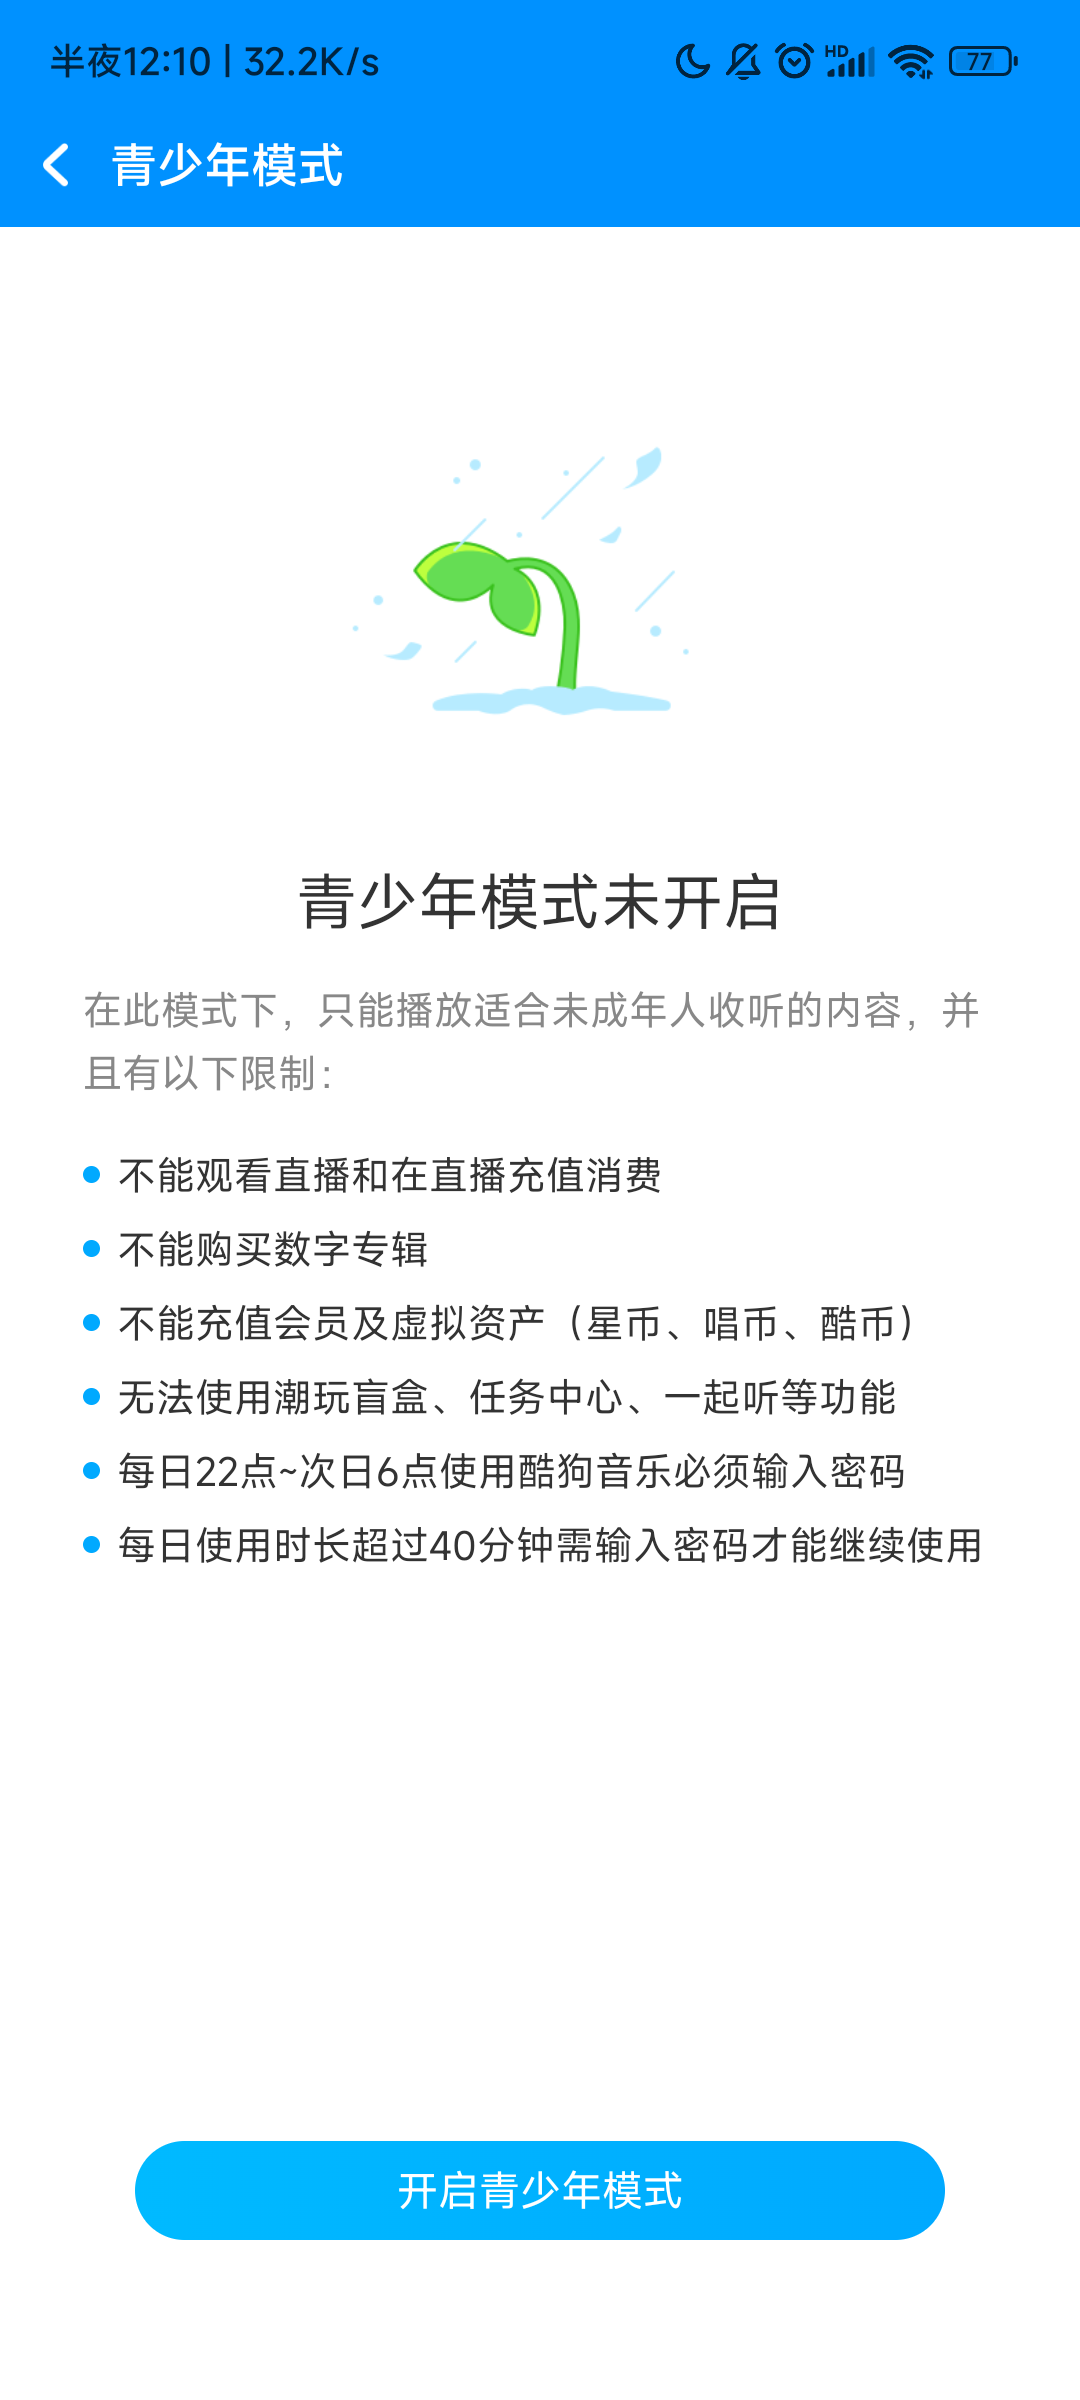 半夜12:10 | 32.2K/s
HD
77
青少年模式
青少年模式未开启
在此模式下，只能播放适合未成年人收听的内容，并
且有以下限制：
不能观看直播和在直播充值消费
不能购买数字专辑
不能充值会员及虚拟资产（星币、唱币、酷币）
无法使用潮玩盲盒、任务中心、一起听等功能
每日22点~次日6点使用酷狗音乐必须输入密码
每日使用时长超过40分钟需输入密码才能继续使用
开启青少年模式